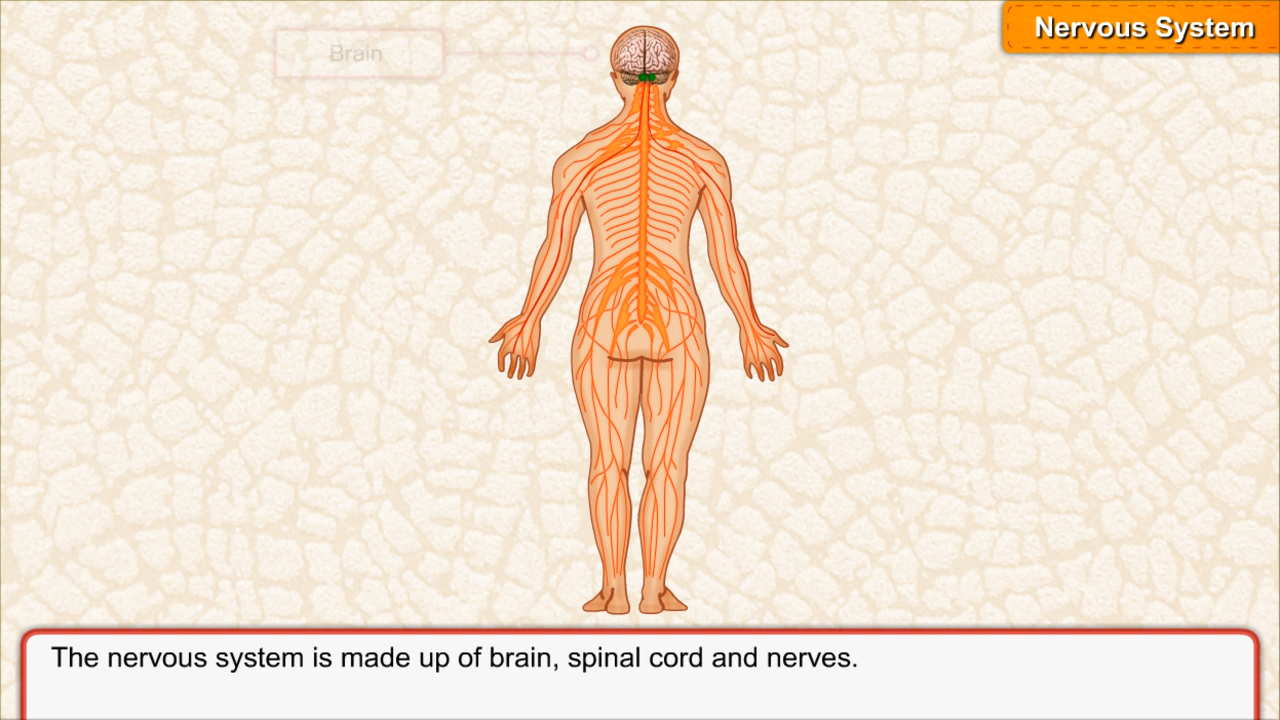 Nervous System
Brain
The nervous system is made up of brain, spinal cord and nerves.